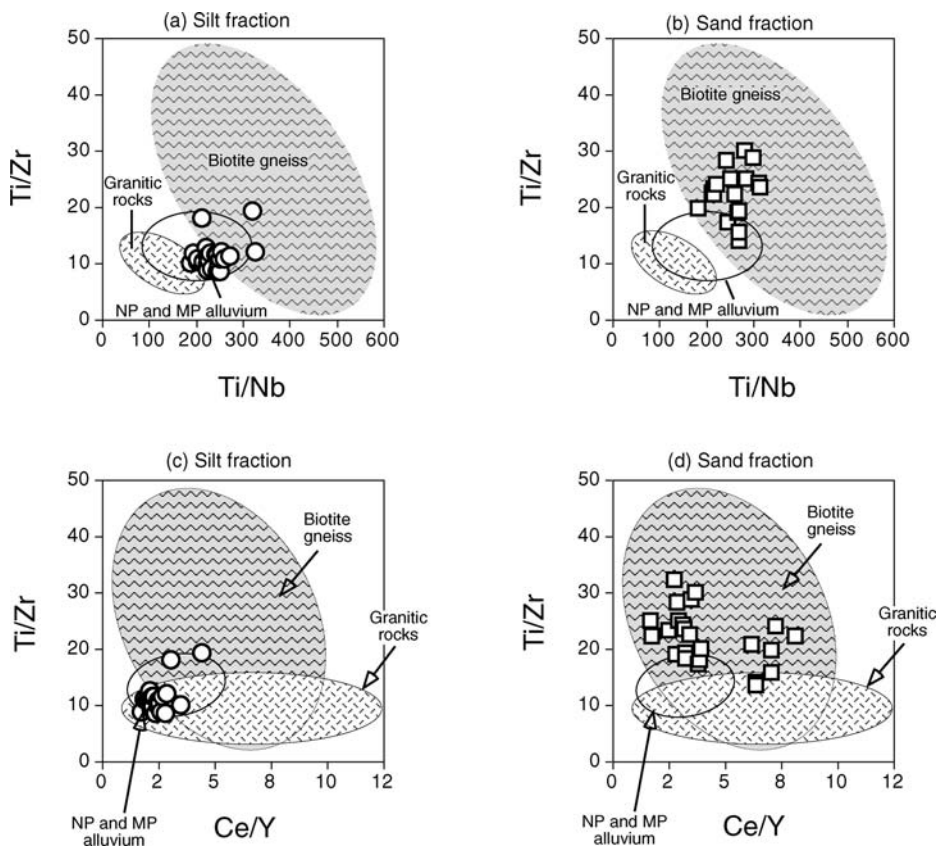 (a) Silt fraction
50
40
30
20
10
0
Ti/Zr
Biotite gneiss
Granitic
rocks
NP and MP alluvium
0 100 200 300 400 500 600
Ti/Nb
(b) Sand fraction
50
40
30
20
10
0
Ti/Zr
Biotite gneiss
Granitic
rocks
NP and MP alluvium
0 100 200 300 400 500 600
Ti/Nb
(c) Silt fraction
50
40
30
20
10
0
Ti/Zr
Biotite
gneiss
Granitic
rocks
0 2 5 8 10 12
NP and MP
alluvium
Ce/Y
(d) Sand fraction
50
40
30
20
10
0
Ti/Zr
Biotite
gneiss
Granitic
rocks
0 2 5 8 10 12
NP and MP
alluvium
Ce/Y